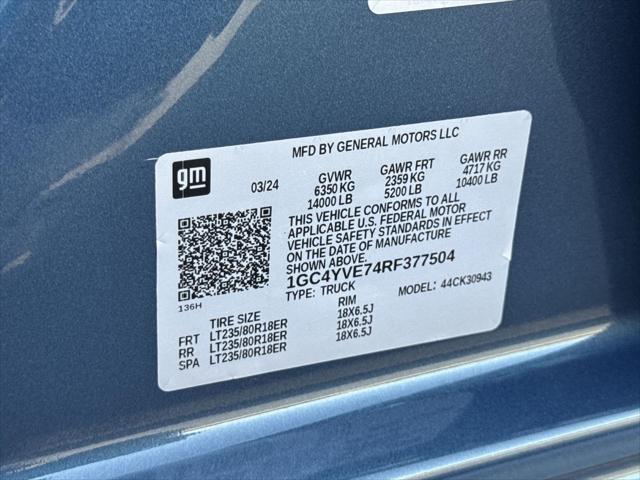 MFD BY GENERAL MOTORS LLC
gm
03/24
GVWR GAWR FRT GAWR RR
6350 KG 2359 KG 4717 KG
14000 LB 5200 LB 10400 LB
THIS VEHICLE CONFORMS TO ALL
APPLICABLE U.S. FEDERAL MOTOR
VEHICLE SAFETY STANDARDS IN EFFECT
ON THE DATE OF MANUFACTURE
SHOWN ABOVE.
1GC4YVE74RF377504
TYPE: TRUCK MODEL: 44CK30943
136H
TIRE SIZE RIM
FRT LT235/80R18ER 18X6.5J
RR LT235/80R18ER 18X6.5J
SPA LT235/80R18ER 18X6.5J